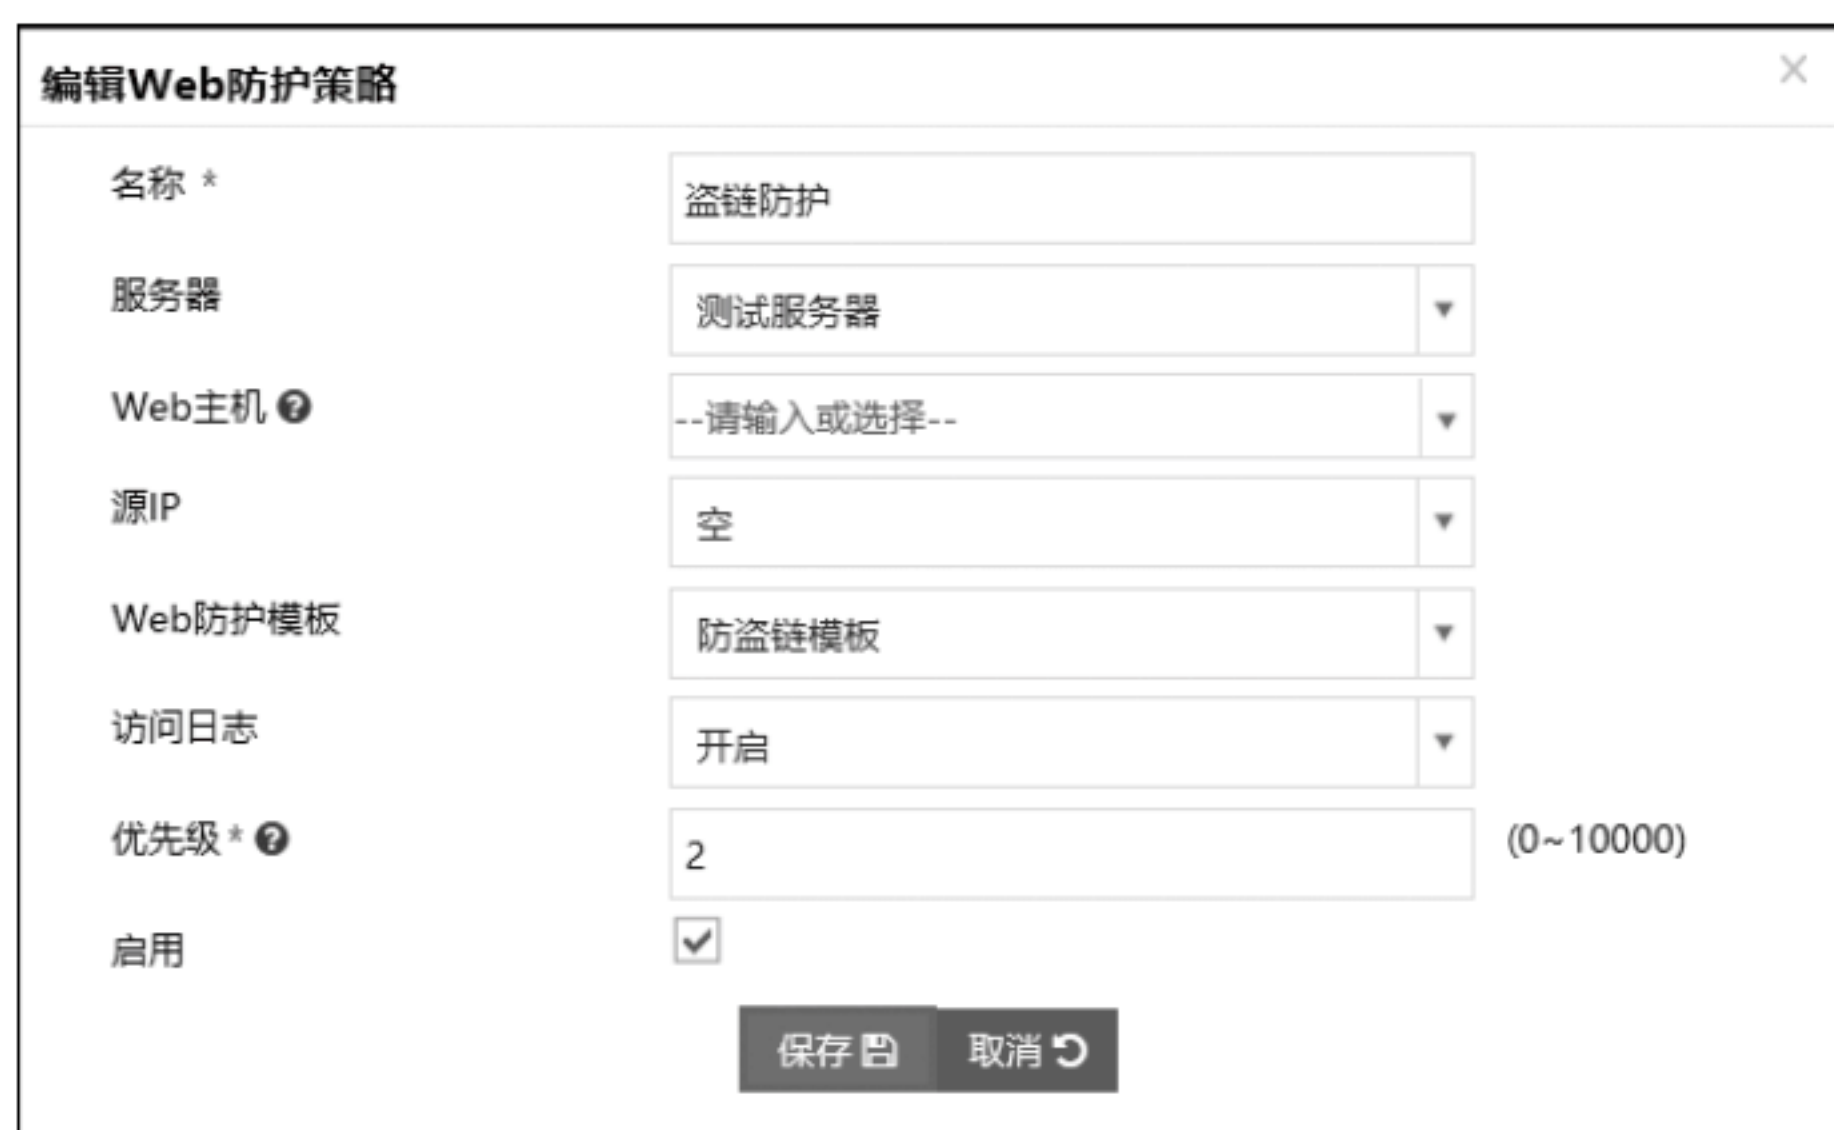 编辑Web防护策略
名称 * 盗链防护
服务器 测试服务器
Web主机 --请输入或选择--
源IP 空
Web防护模板 防盗链模板
访问日志 开启
优先级 * 2 (0~10000)
启用
保存 取消